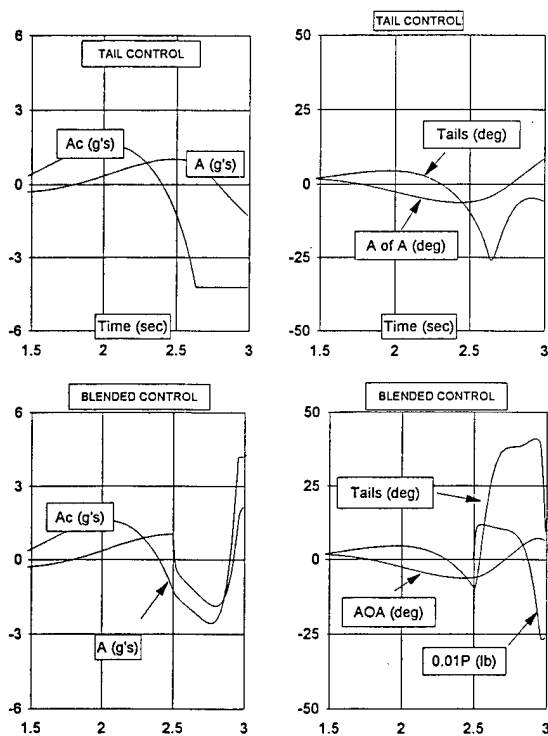 TAIL CONTROL
6
3
0
-3
-6
Ac (g's)
A (g's)
Time (sec)
1.5
2
2.5
3
TAIL CONTROL
50
25
0
-25
-50
Tails (deg)
A of A (deg)
Time (sec)
1.5
2
2.5
3
BLENDED CONTROL
6
3
0
-3
-6
Ac (g's)
A (g's)
1.5
2
2.5
3
BLENDED CONTROL
50
25
0
-25
-50
Tails (deg)
AOA (deg)
0.01P (lb)
1.5
2
2.5
3